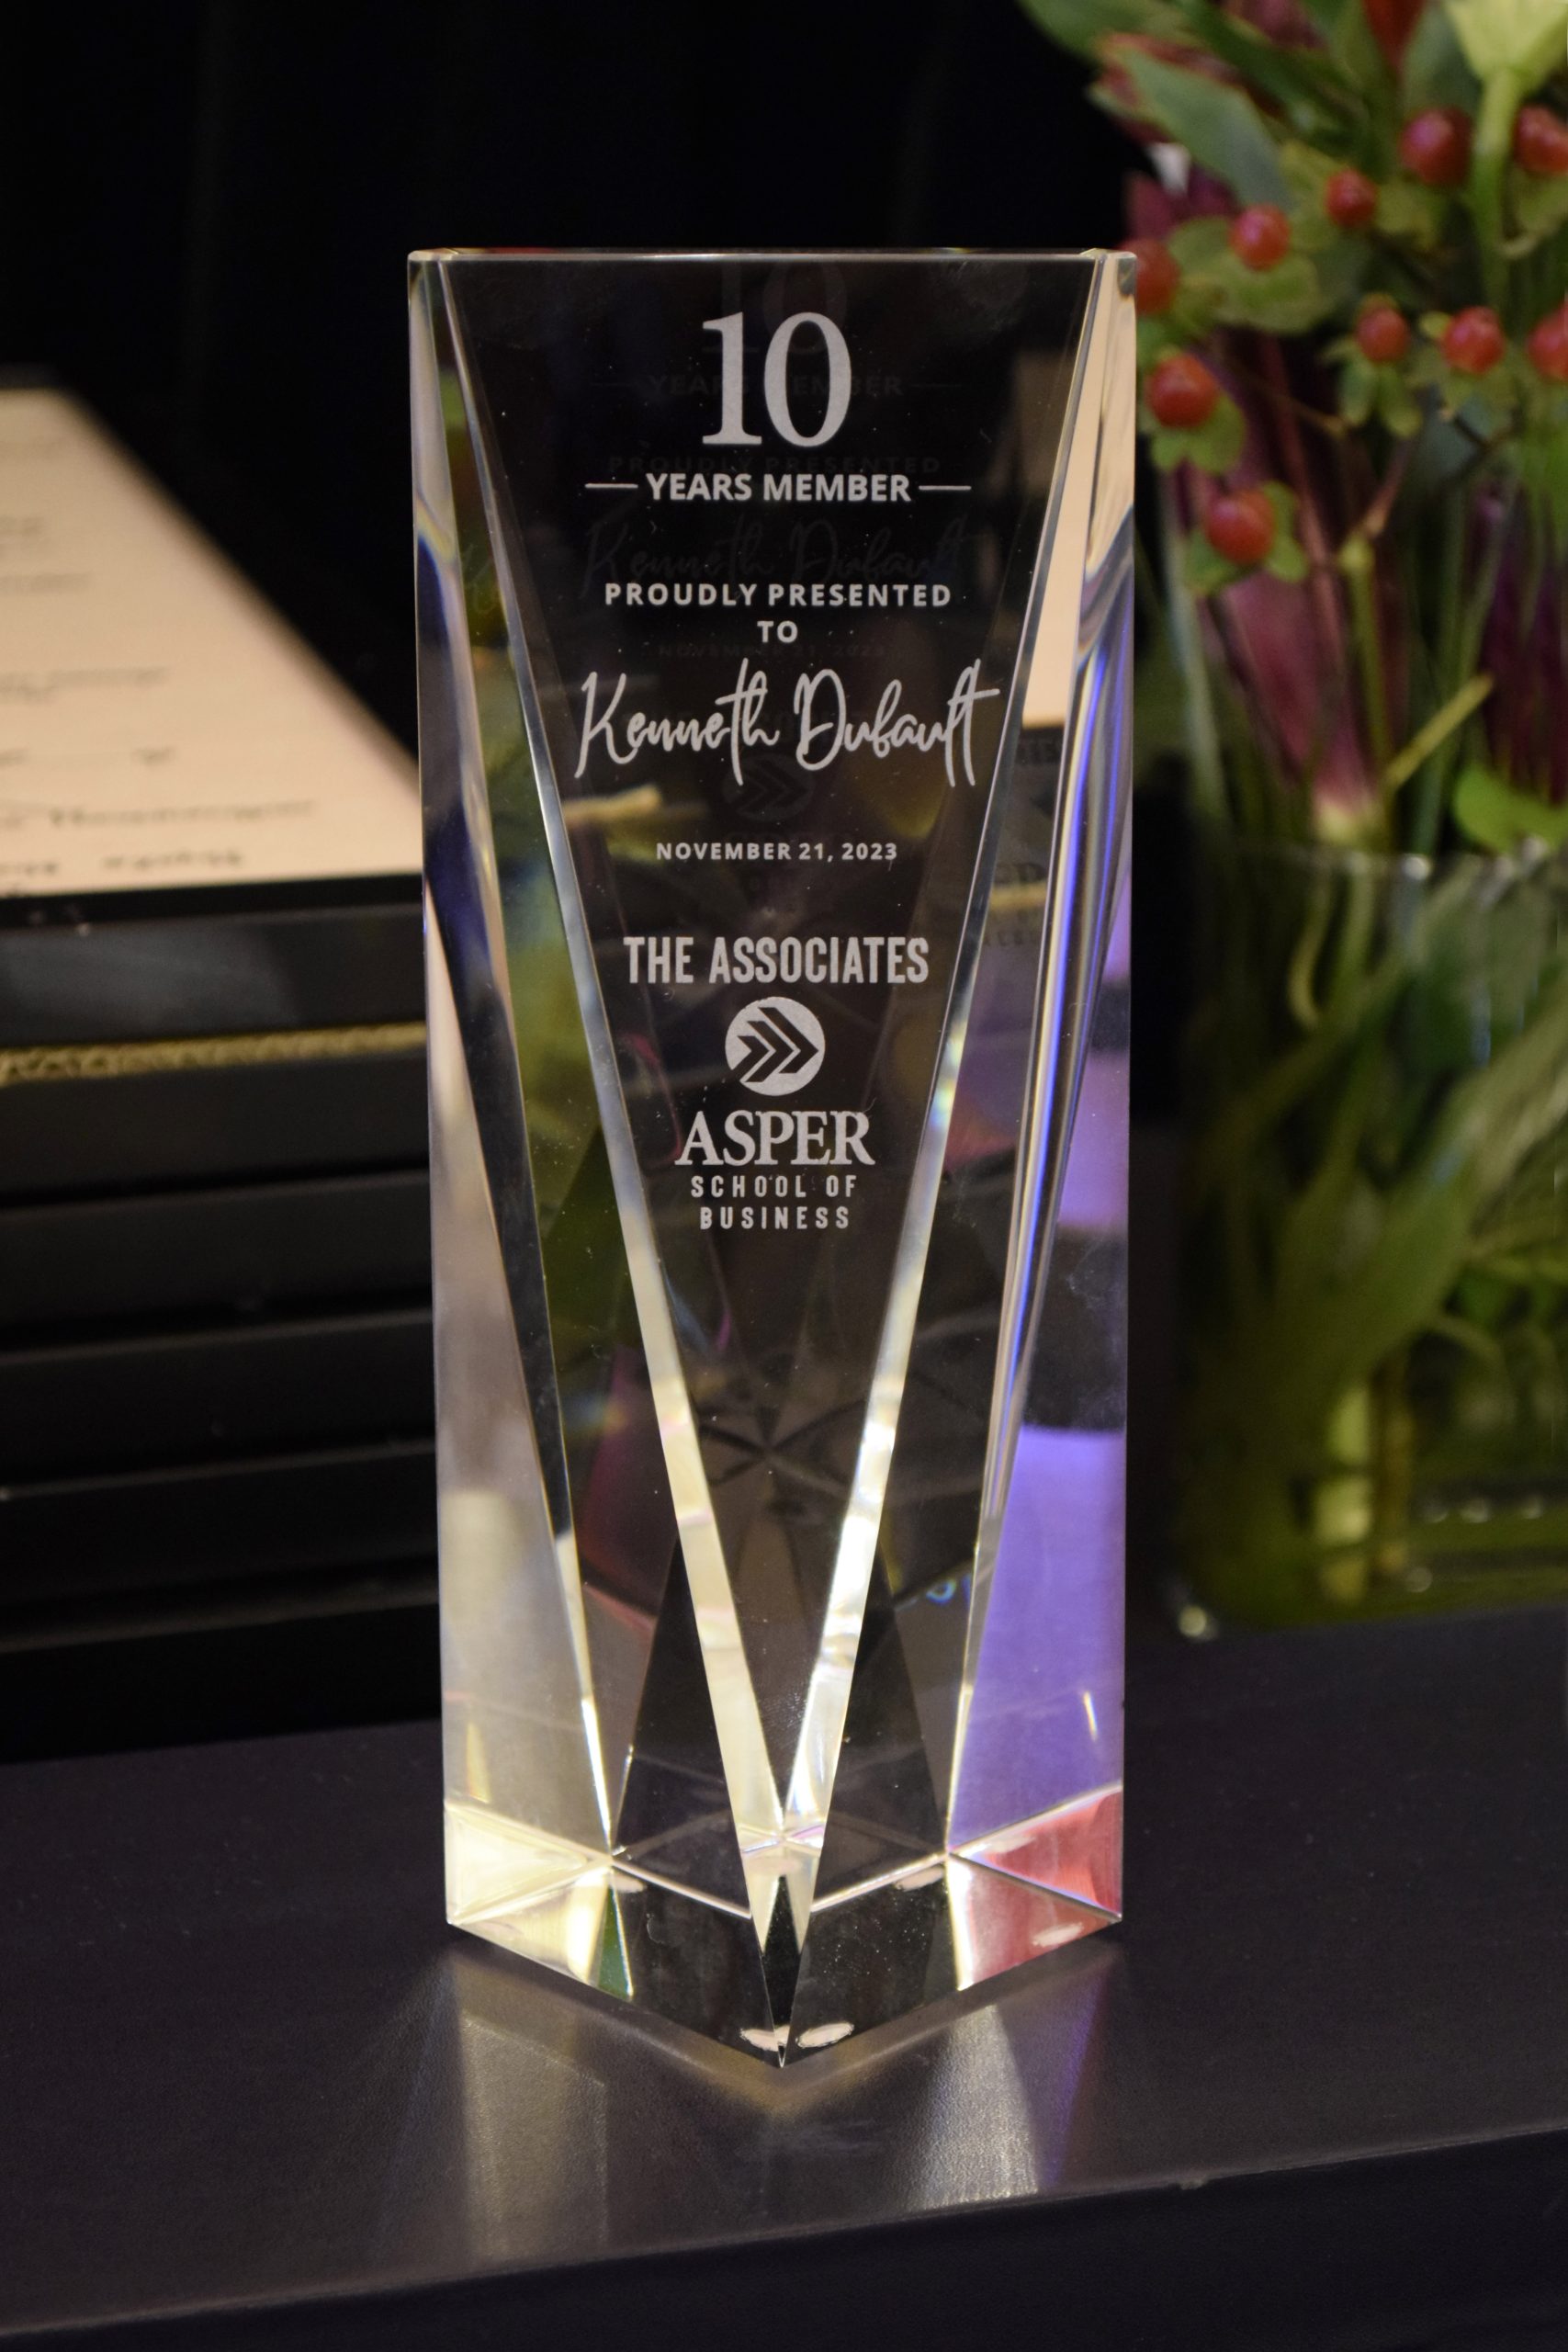 10
YEARS MEMBER
PROUDLY PRESENTED
TO
Kenneth Dufault
NOVEMBER 21, 2023
THE ASSOCIATES
ASPER
SCHOOL OF
BUSINESS